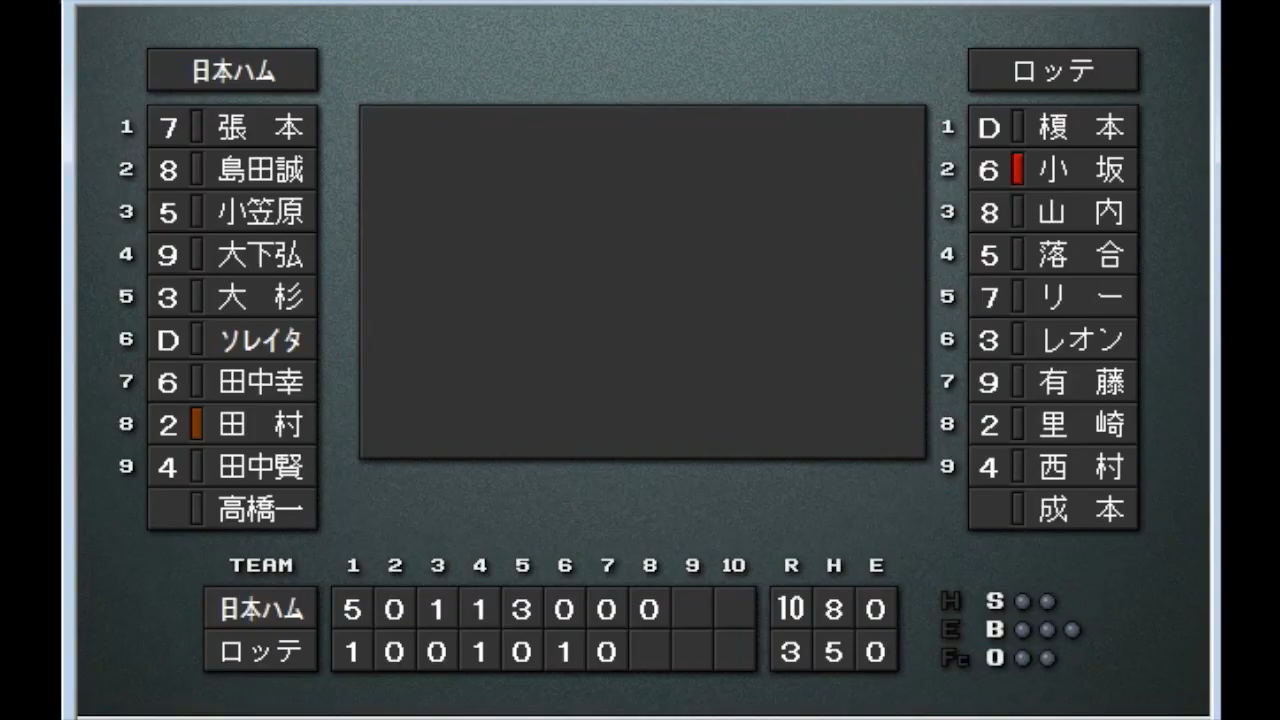 日本ハム
1 7 張 本
2 8 島田誠
3 5 小笠原
4 9 大下弘
5 3 大 杉
6 D ソレイタ
7 6 田中幸
8 2 田 村
9 4 田中賢
高橋一
ロッテ
1 D 榎 本
2 6 小 坂
3 8 山 内
4 5 落 合
5 7 リー
6 3 レオン
7 9 有 藤
8 2 里 崎
9 4 西 村
成 本
TEAM 1 2 3 4 5 6 7 8 9 10 R H E
日本ハム 5 0 1 1 3 0 0 0 10 8 0
ロッテ 1 0 0 1 0 1 0 3 5 0
H S
E B
Fc O